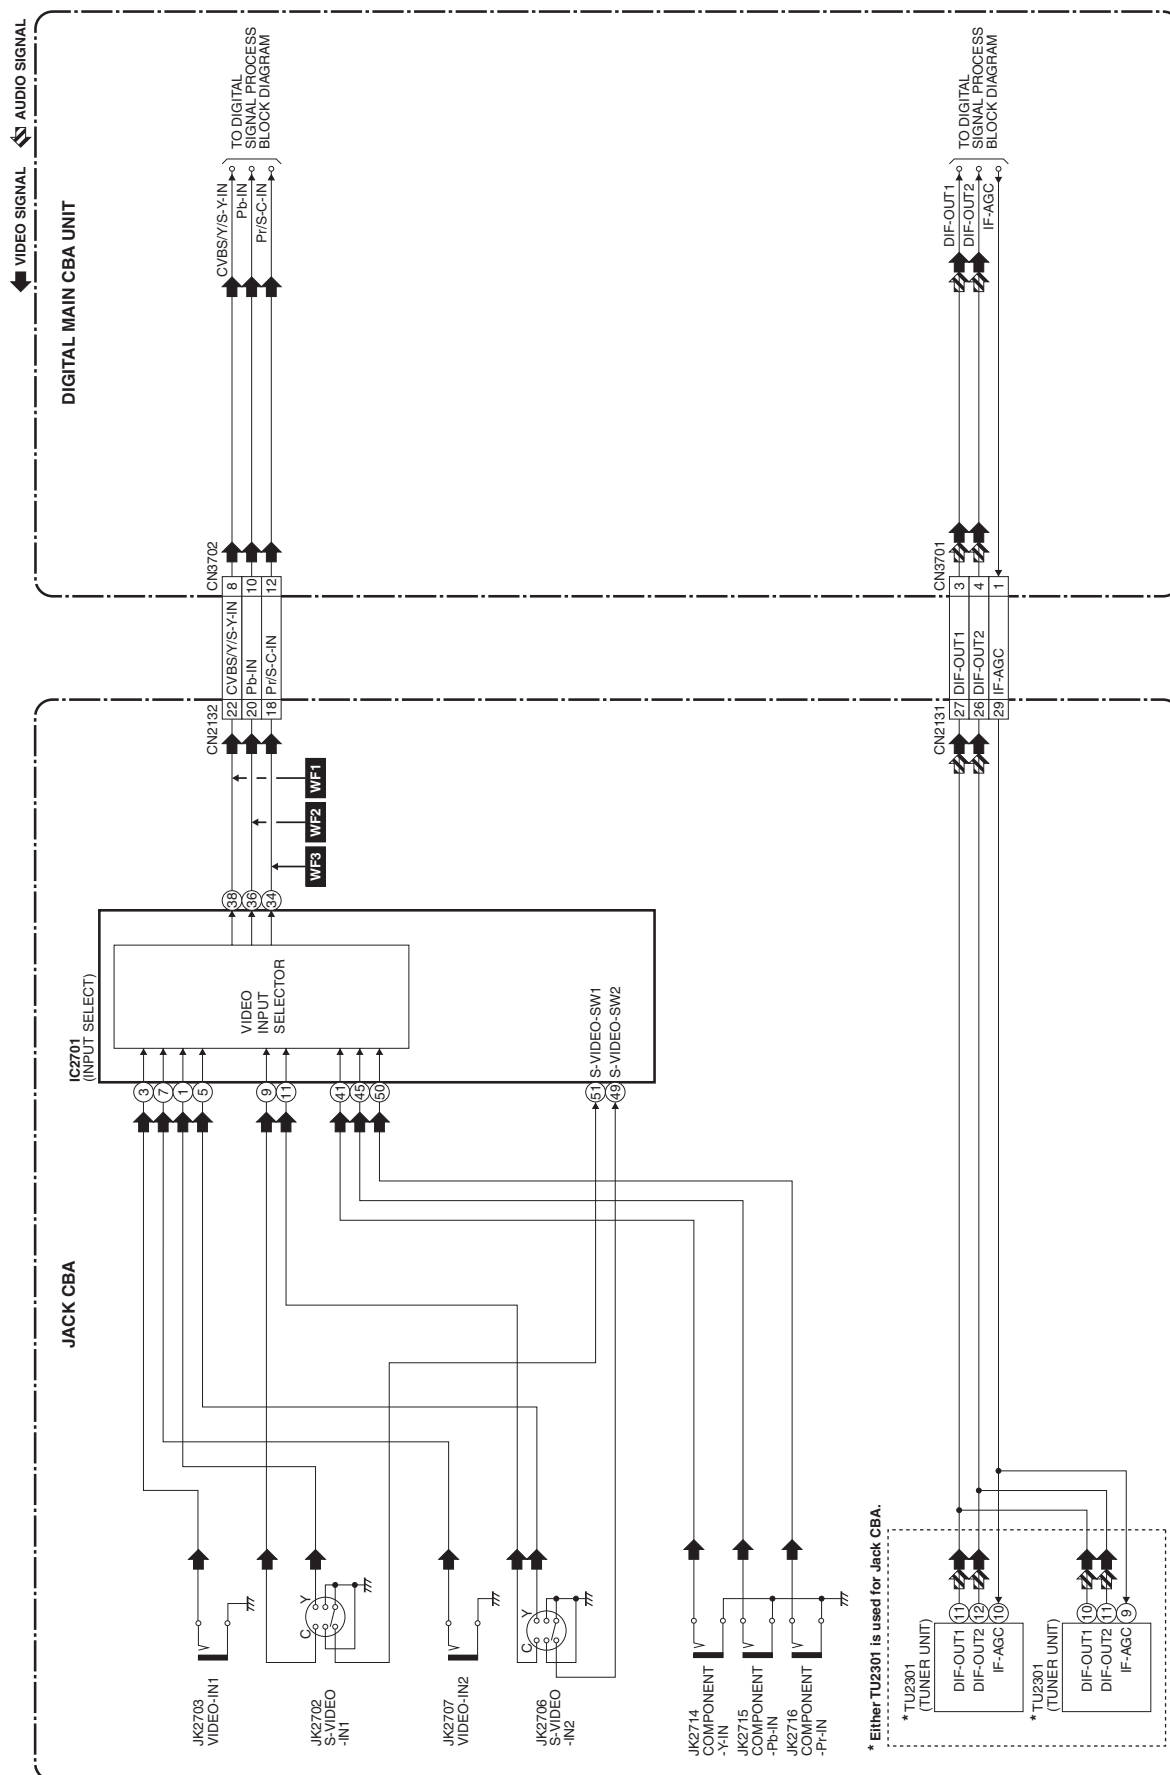 VIDEO SIGNAL
AUDIO SIGNAL
JACK CBA
DIGITAL MAIN CBA UNIT
JK2703
VIDEO-IN1
JK2702
S-VIDEO
-IN1
C
Y
JK2707
VIDEO-IN2
JK2706
S-VIDEO
-IN2
C
Y
JK2714
COMPONENT
-Y-IN
JK2715
COMPONENT
-Pb-IN
JK2716
COMPONENT
-Pr-IN
IC2701
(INPUT SELECT)
3
7
1
5
9
11
41
45
50
VIDEO
INPUT
SELECTOR
51 S-VIDEO-SW1
49 S-VIDEO-SW2
38
36
34
WF3
WF2
WF1
CN2132
CN3702
22 CVBS/Y/S-Y-IN 8
20 Pb-IN 10
18 Pr/S-C-IN 12
CVBS/Y/S-Y-IN
Pb-IN
Pr/S-C-IN
TO DIGITAL
SIGNAL PROCESS
BLOCK DIAGRAM
* Either TU2301 is used for Jack CBA.
* TU2301
(TUNER UNIT)
DIF-OUT1 11
DIF-OUT2 12
IF-AGC 10
* TU2301
(TUNER UNIT)
DIF-OUT1 10
DIF-OUT2 11
IF-AGC 9
CN2131
CN3701
27 DIF-OUT1 3
26 DIF-OUT2 4
29 IF-AGC 1
DIF-OUT1
DIF-OUT2
IF-AGC
TO DIGITAL
SIGNAL PROCESS
BLOCK DIAGRAM